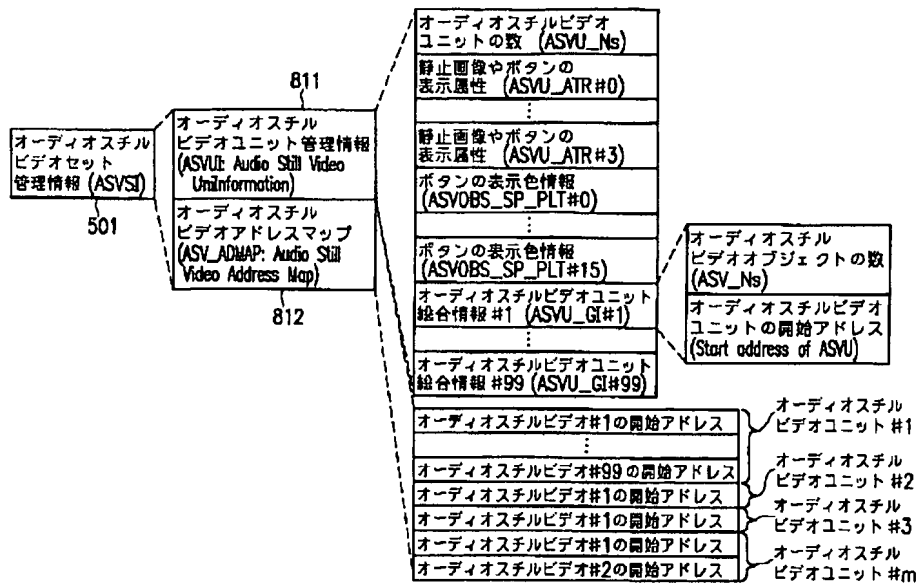 オーディオスチル
ビデオセット
管理情報 (ASVSI)
501
811
オーディオスチル
ビデオユニット管理情報
(ASVUI: Audio Still Video
UniInformation)
オーディオスチル
ビデオアドレスマップ
(ASV_ADMAP: Audio Still
Video Address Map)
812
オーディオスチルビデオ
ユニットの数 (ASVU_Ns)
静止画像やボタンの
表示属性 (ASVU_ATR#0)
⋮
静止画像やボタンの
表示属性 (ASVU_ATR#3)
ボタンの表示色情報
(ASVOBS_SP_PLT#0)
⋮
ボタンの表示色情報
(ASVOBS_SP_PLT#15)
オーディオスチルビデオユニット
総合情報#1 (ASVU_GI#1)
⋮
オーディオスチルビデオユニット
総合情報#99 (ASVU_GI#99)
オーディオスチル
ビデオオブジェクトの数
(ASV_Ns)
オーディオスチルビデオ
ユニットの開始アドレス
(Start address of ASVU)
オーディオスチルビデオ#1の開始アドレス
⋮
オーディオスチルビデオ#99の開始アドレス
オーディオスチルビデオ#1の開始アドレス
オーディオスチルビデオ#1の開始アドレス
オーディオスチルビデオ#1の開始アドレス
オーディオスチルビデオ#2の開始アドレス
オーディオスチル
ビデオユニット#1
オーディオスチル
ビデオユニット#2
オーディオスチル
ビデオユニット#3
オーディオスチル
ビデオユニット#m